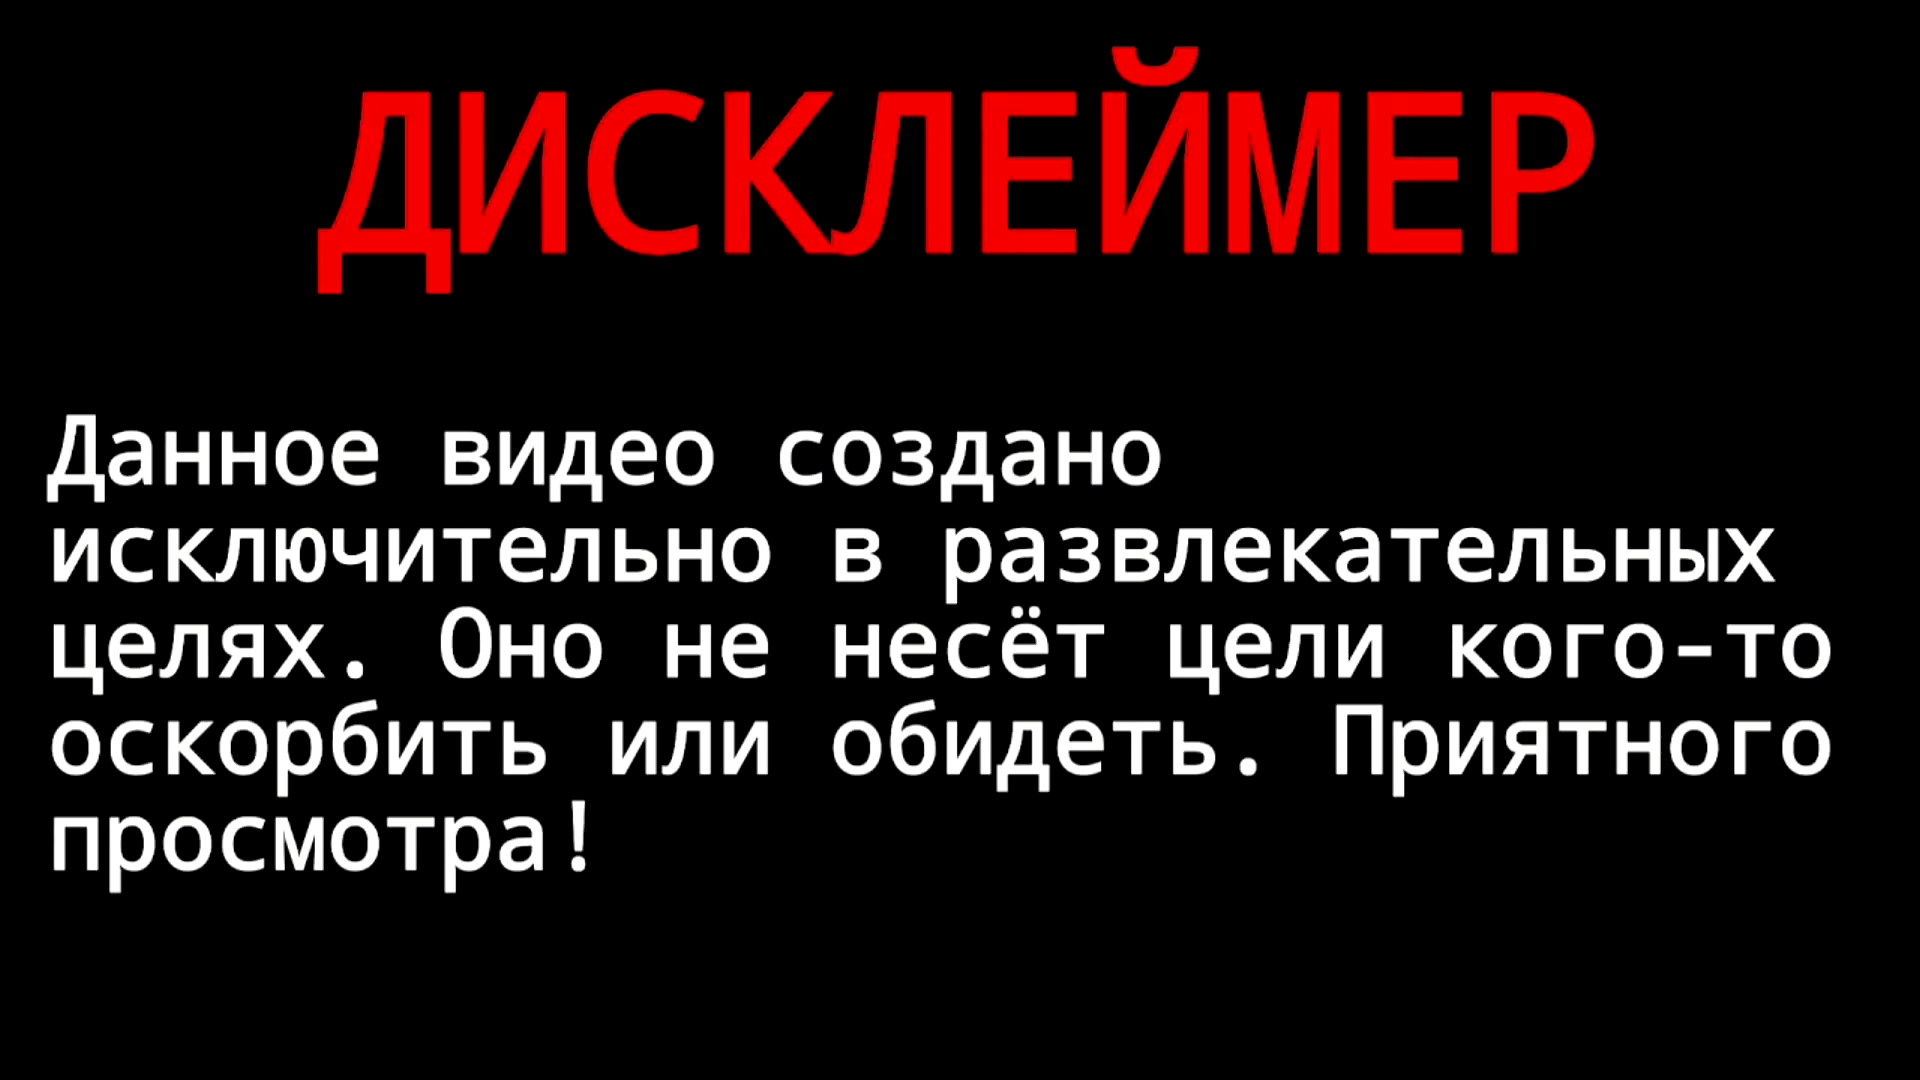 ДИСКЛЕЙМЕР
Данное видео создано
исключительно в развлекательных
целях. Оно не несёт цели кого-то
оскорбить или обидеть. Приятного
просмотра!